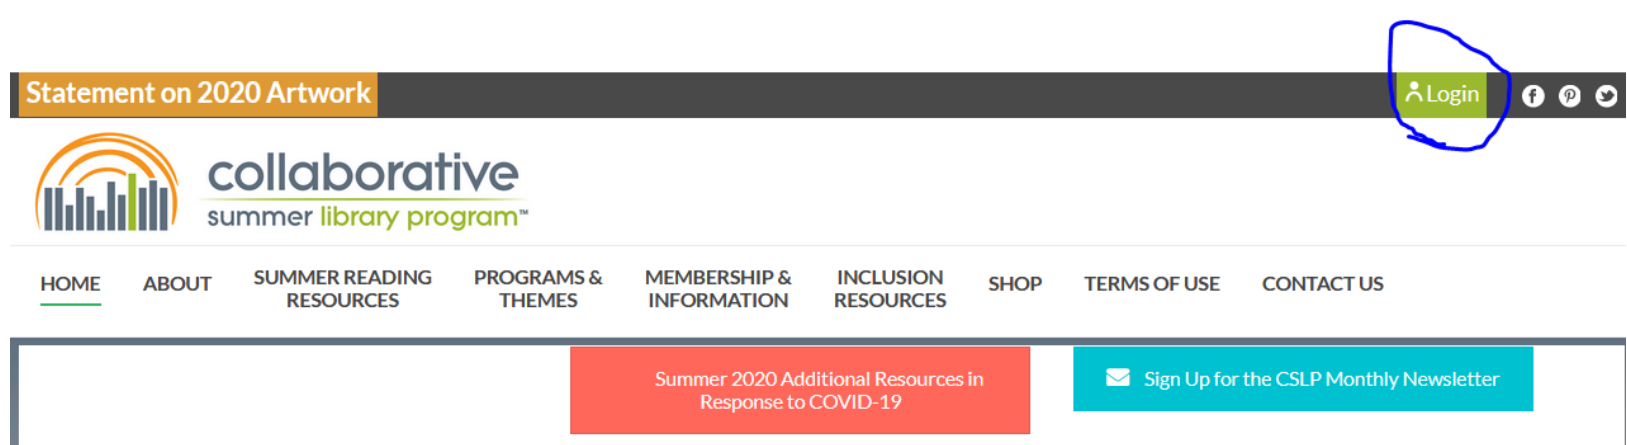 Statement on 2020 Artwork
Login
collaborative
summer library program™
HOME
ABOUT
SUMMER READING
RESOURCES
PROGRAMS &
THEMES
MEMBERSHIP &
INFORMATION
INCLUSION
RESOURCES
SHOP
TERMS OF USE
CONTACT US
Summer 2020 Additional Resources in
Response to COVID-19
Sign Up for the CSLP Monthly Newsletter